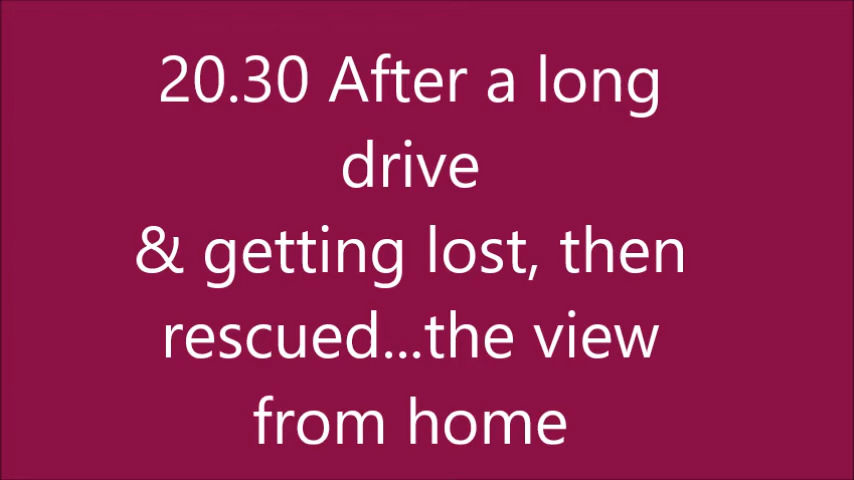 20.30 After a long
drive
& getting lost, then
rescued...the view
from home